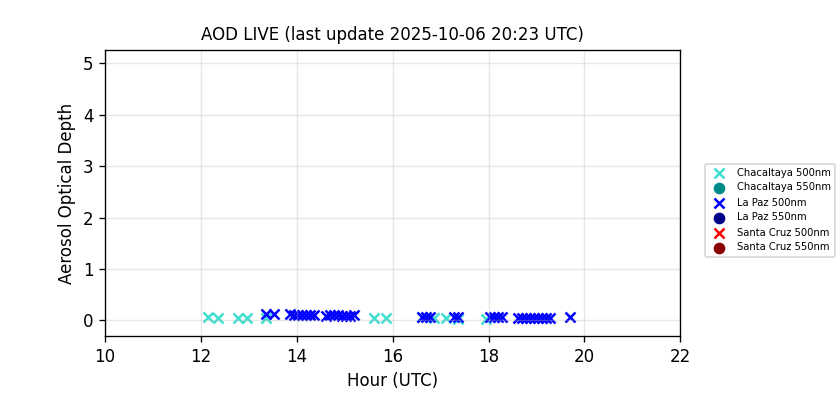 AOD LIVE (last update 2025-10-06 20:23 UTC)
Aerosol Optical Depth
5
4
3
2
1
0
10 12 14 16 18 20 22
Hour (UTC)
Chacaltaya 500nm
Chacaltaya 550nm
La Paz 500nm
La Paz 550nm
Santa Cruz 500nm
Santa Cruz 550nm